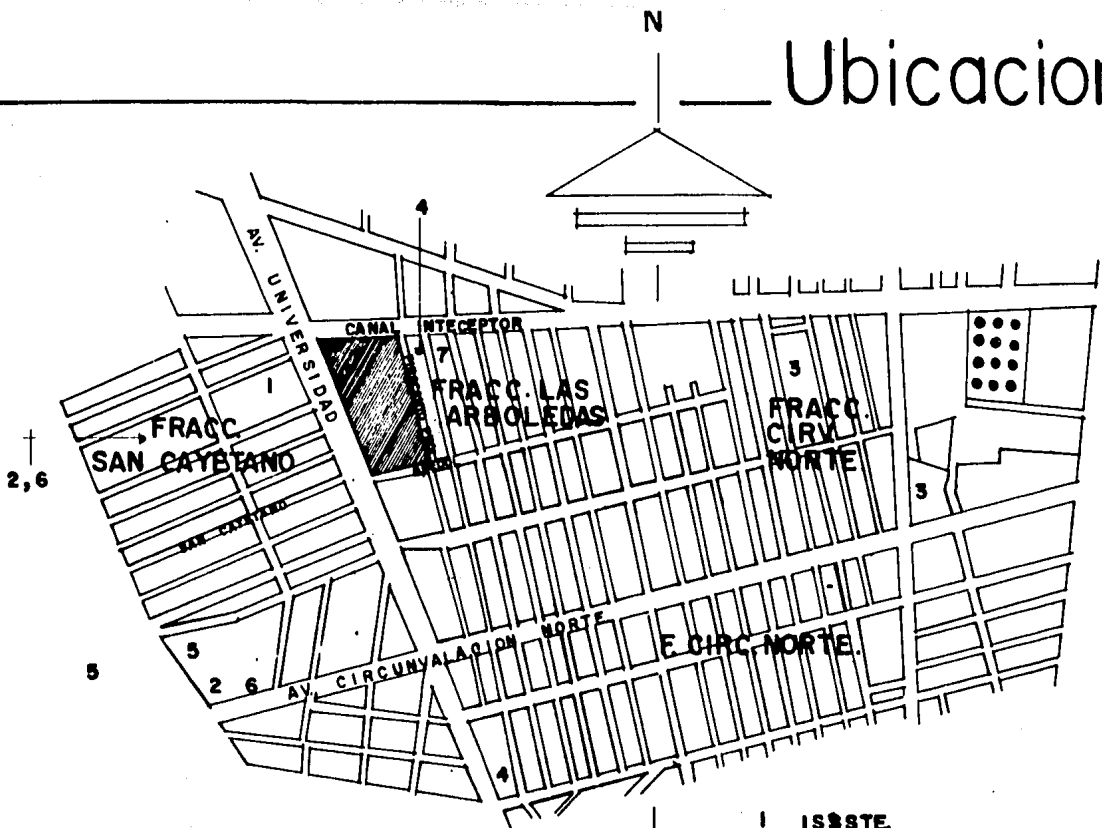 N
Ubicacion
4
AV. UNIVERSIDAD
CANAL INTECEPTOR
7
FRACC. LAS
ARBOLEDAS
1
3
FRACC.
CIRV.
NORTE
FRACC.
SAN CAYETANO
2,6
SAN CAYETANO
3
AV. CIRCUNVALACION NORTE
F. CIRC. NORTE.
5
5
2 6
4
1 ISSSTE.